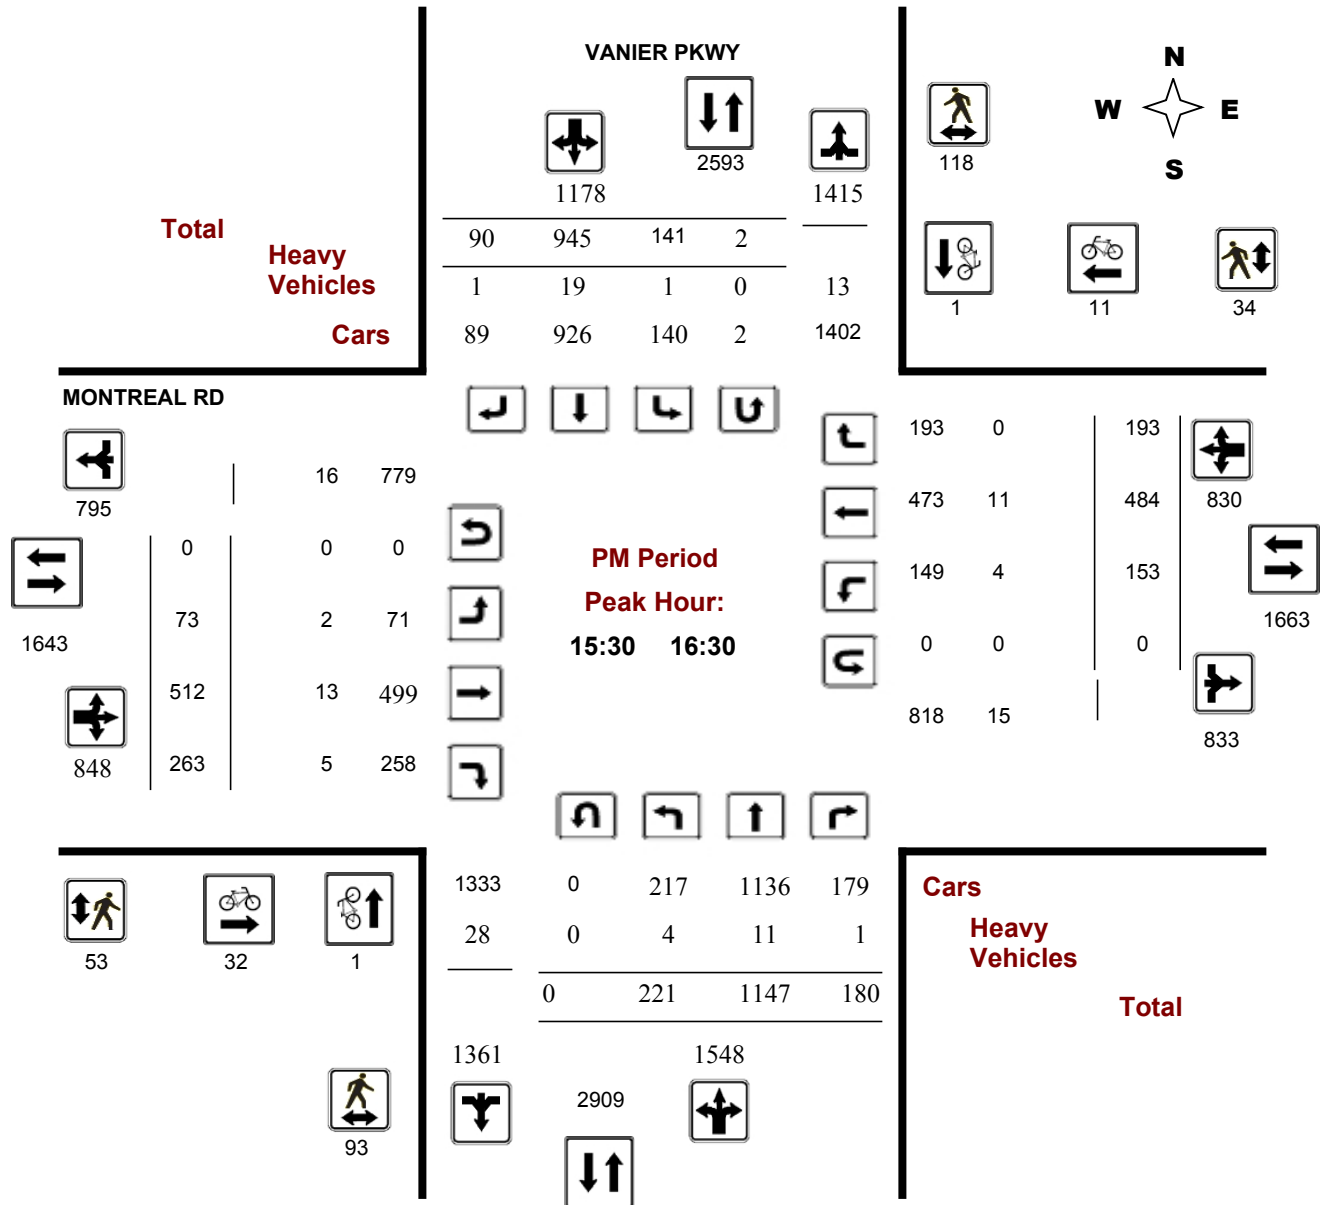 VANIER PKWY
N
W E
S
2593
118
1178 1415
Total
90 945 141 2
Heavy
Vehicles
1 19 1 0 13
1 11 34
Cars
89 926 140 2 1402
MONTREAL RD
193 0 193
16 779
795
473 11 484 830
0 0 0
PM Period
149 4 153
Peak Hour:
73 2 71
1643
15:30 16:30
1663
0 0 0
512 13 499
818 15
833
848 263 5 258
1333 0 217 1136 179
Cars
28 0 4 11 1
Heavy
Vehicles
53 32 1
0 221 1147 180
Total
1361 1548
2909
93